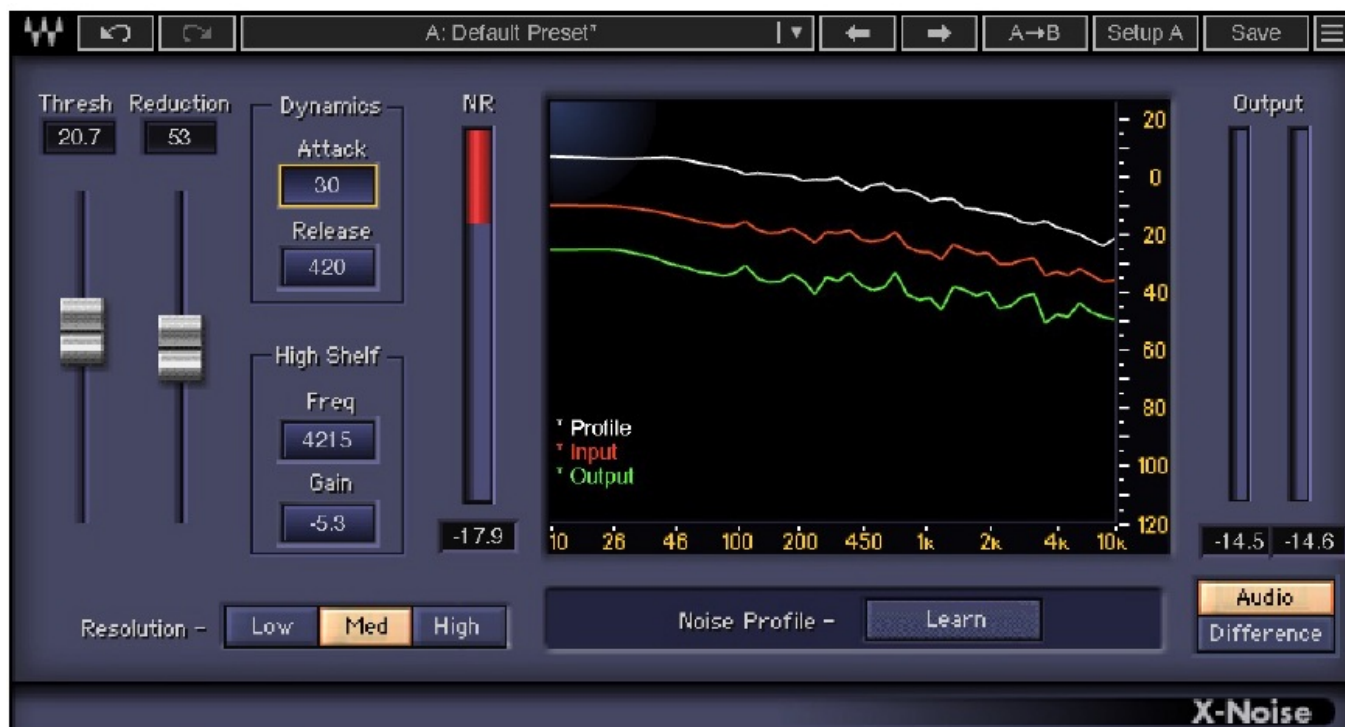 A: Default Preset*
A→B
Setup A
Save
Thresh
Reduction
20.7
53
Dynamics
Attack
30
Release
420
High Shelf
Freq
4215
Gain
-5.3
NR
-17.9
Profile
Input
Output
20
0
20
40
60
80
100
120
10 26 46 100 200 450 1K 2K 4K 10K
Output
-14.5 -14.6
Audio
Difference
Resolution - Low Med High
Noise Profile - Learn
X-Noise